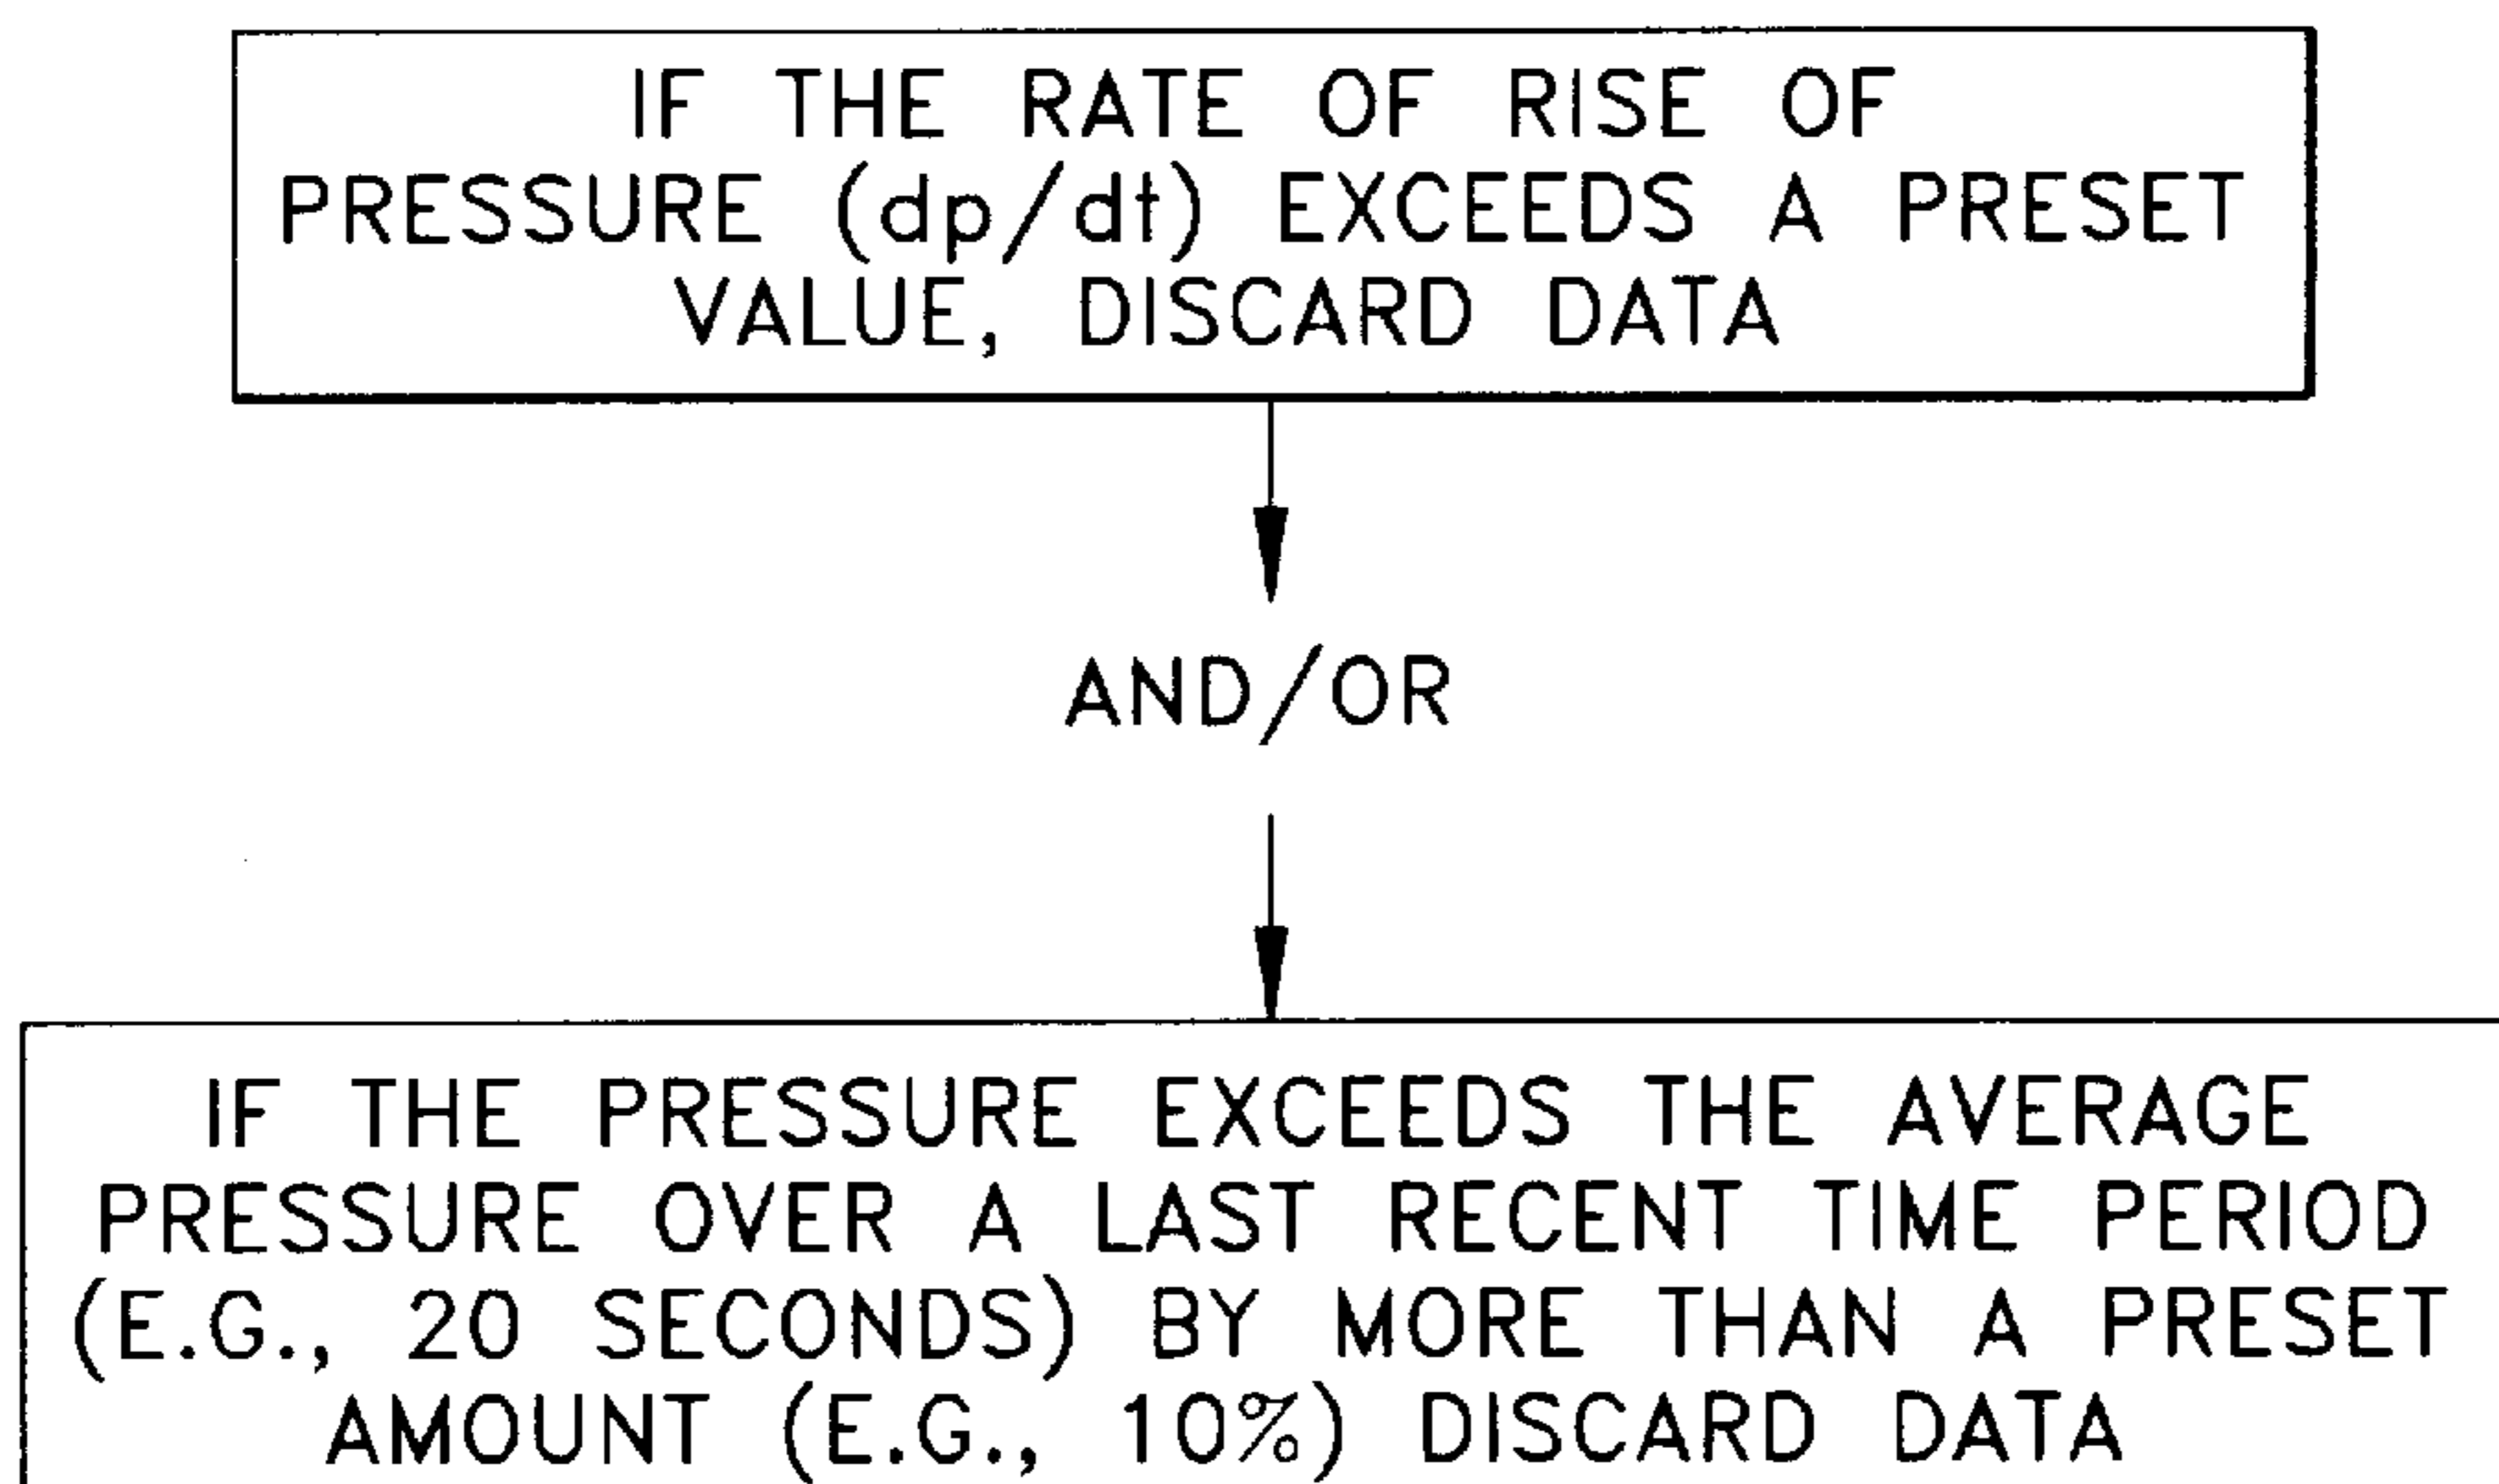 IF THE RATE OF RISE OF
PRESSURE (dp/dt) EXCEEDS A PRESET
VALUE, DISCARD DATA
AND/OR
IF THE PRESSURE EXCEEDS THE AVERAGE
PRESSURE OVER A LAST RECENT TIME PERIOD
(E.G., 20 SECONDS) BY MORE THAN A PRESET
AMOUNT (E.G., 10%) DISCARD DATA